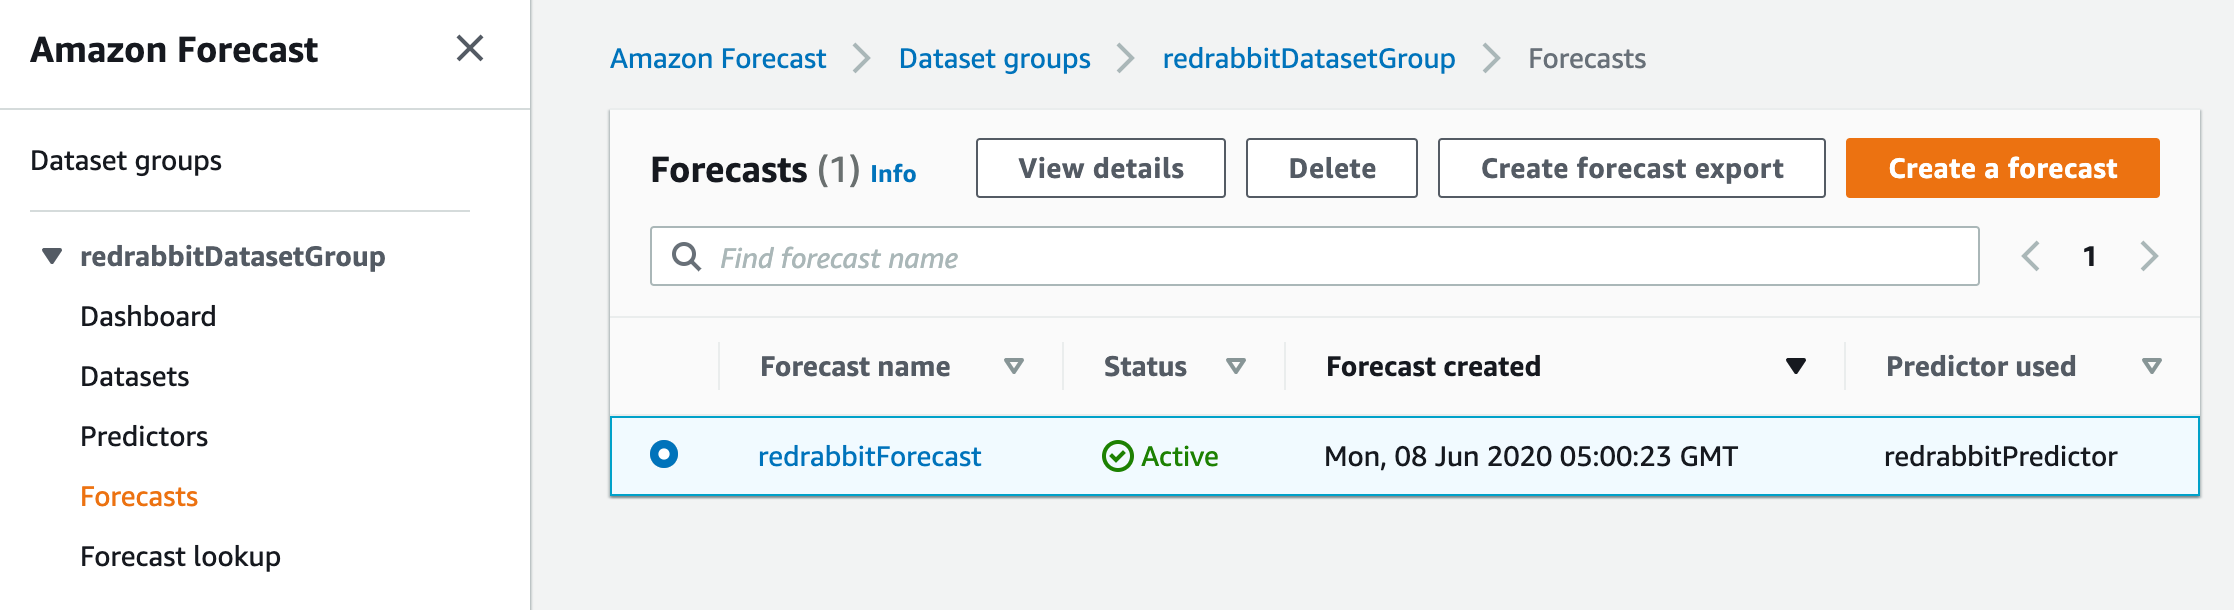 Amazon Forecast
Dataset groups
redrabbitDatasetGroup
Dashboard
Datasets
Predictors
Forecasts
Forecast lookup
Amazon Forecast Dataset groups redrabbitDatasetGroup Forecasts
Forecasts (1) Info View details Delete Create forecast export Create a forecast
Find forecast name 1
Forecast name Status Forecast created Predictor used
redrabbitForecast Active Mon, 08 Jun 2020 05:00:23 GMT redrabbitPredictor